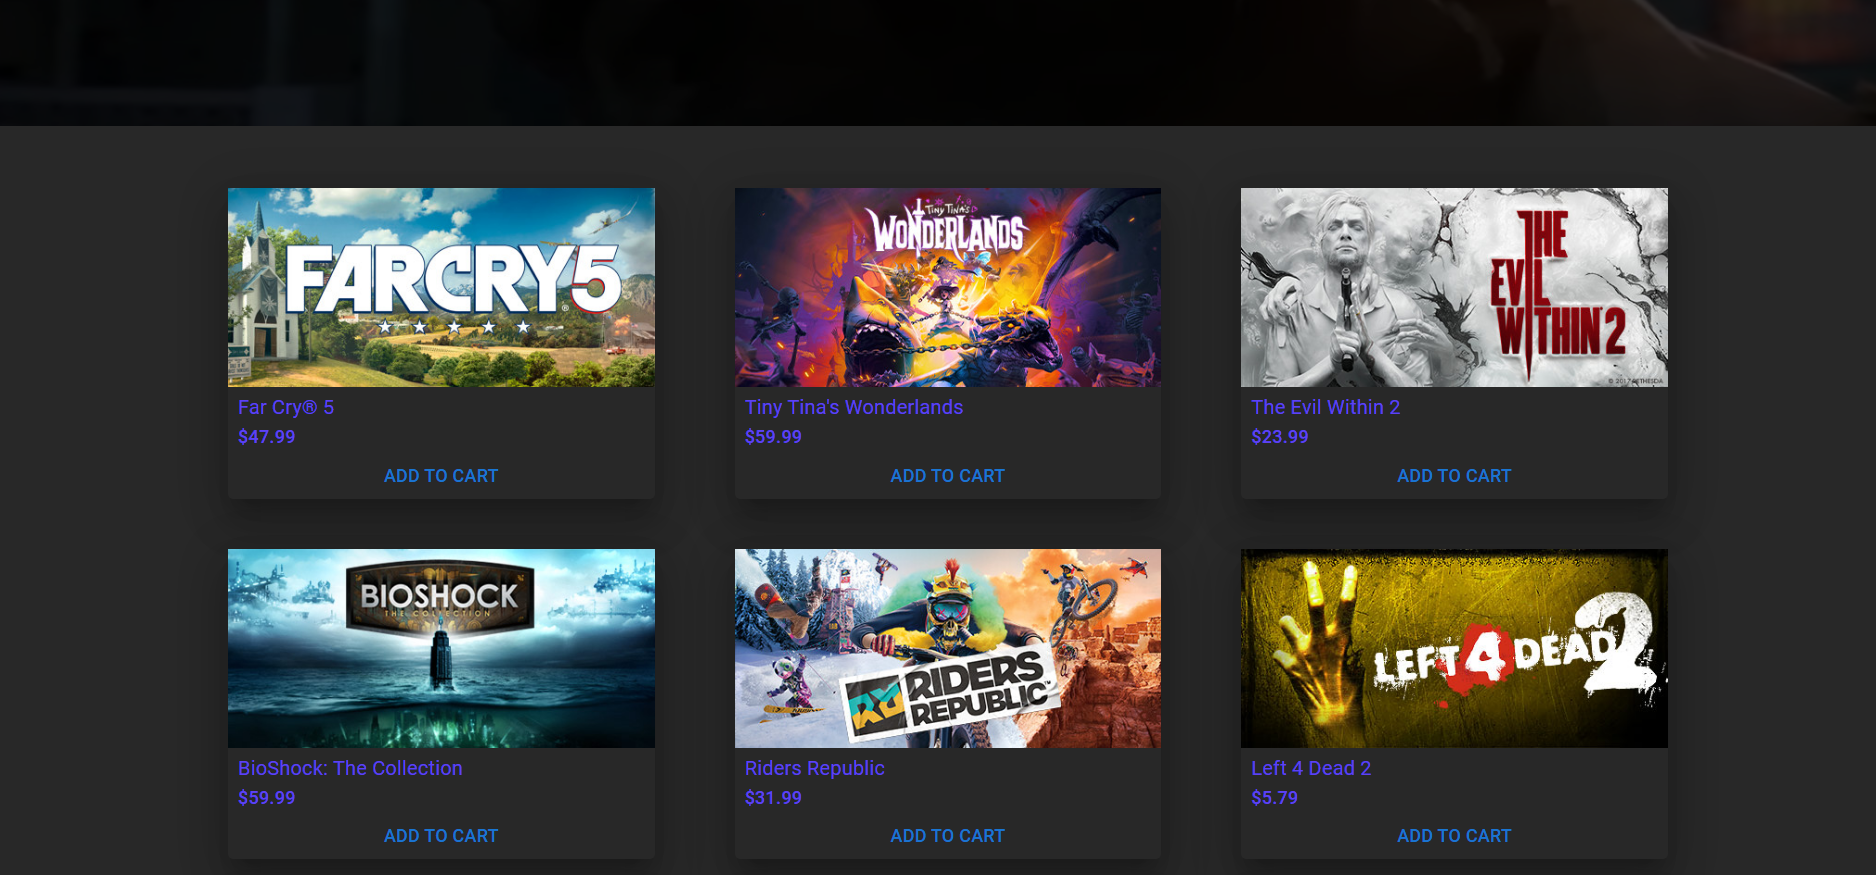 FARCRY5
Far Cry® 5
$47.99
ADD TO CART
TINY TINA'S
WONDERLANDS
Tiny Tina's Wonderlands
$59.99
ADD TO CART
THE
EVIL
WITHIN 2
© 2017 BETHESDA
The Evil Within 2
$23.99
ADD TO CART
BIOSHOCK
THE COLLECTION
BioShock: The Collection
$59.99
ADD TO CART
RIDERS
REPUBLIC™
Riders Republic
$31.99
ADD TO CART
LEFT 4 DEAD 2
Left 4 Dead 2
$5.79
ADD TO CART